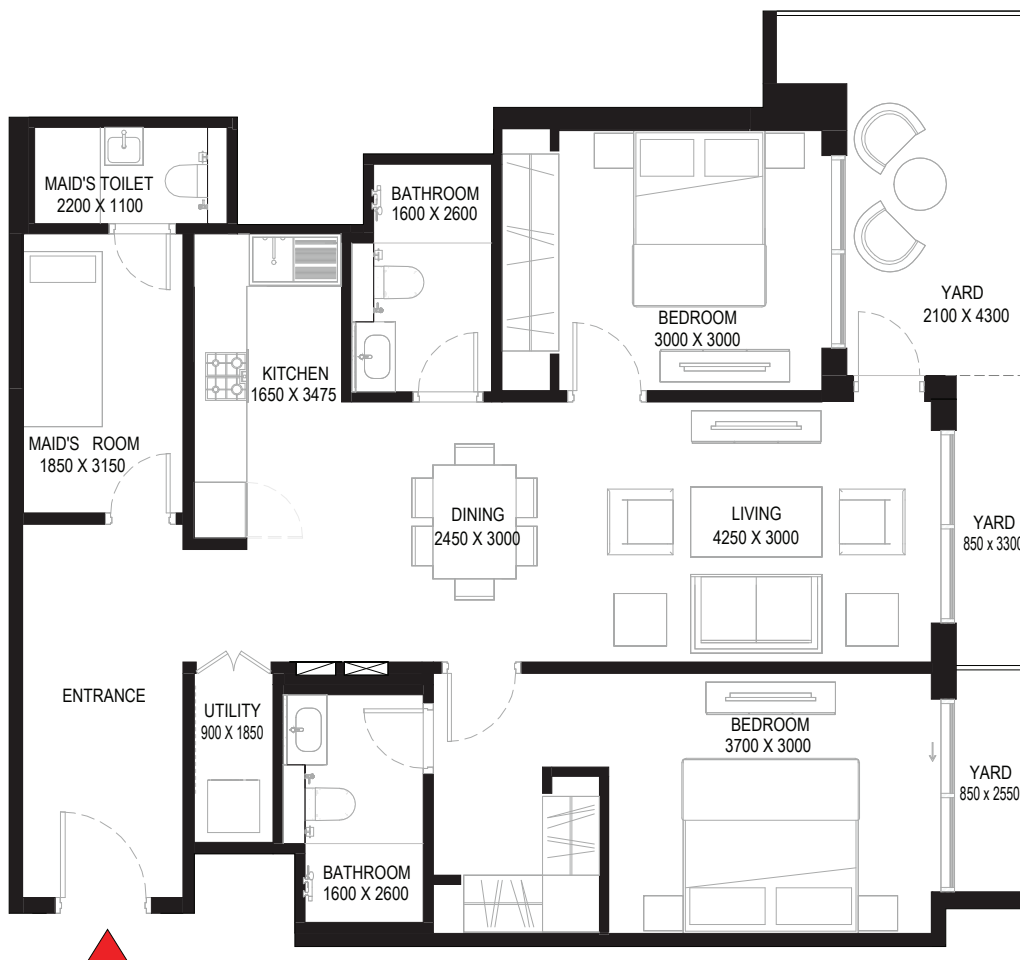 MAID'S TOILET
2200 X 1100
BATHROOM
1600 X 2600
BEDROOM
3000 X 3000
YARD
2100 X 4300
KITCHEN
1650 X 3475
MAID'S ROOM
1850 X 3150
DINING
2450 X 3000
LIVING
4250 X 3000
YARD
850 x 3300
ENTRANCE
UTILITY
900 X 1850
BEDROOM
3700 X 3000
YARD
850 x 2550
BATHROOM
1600 X 2600